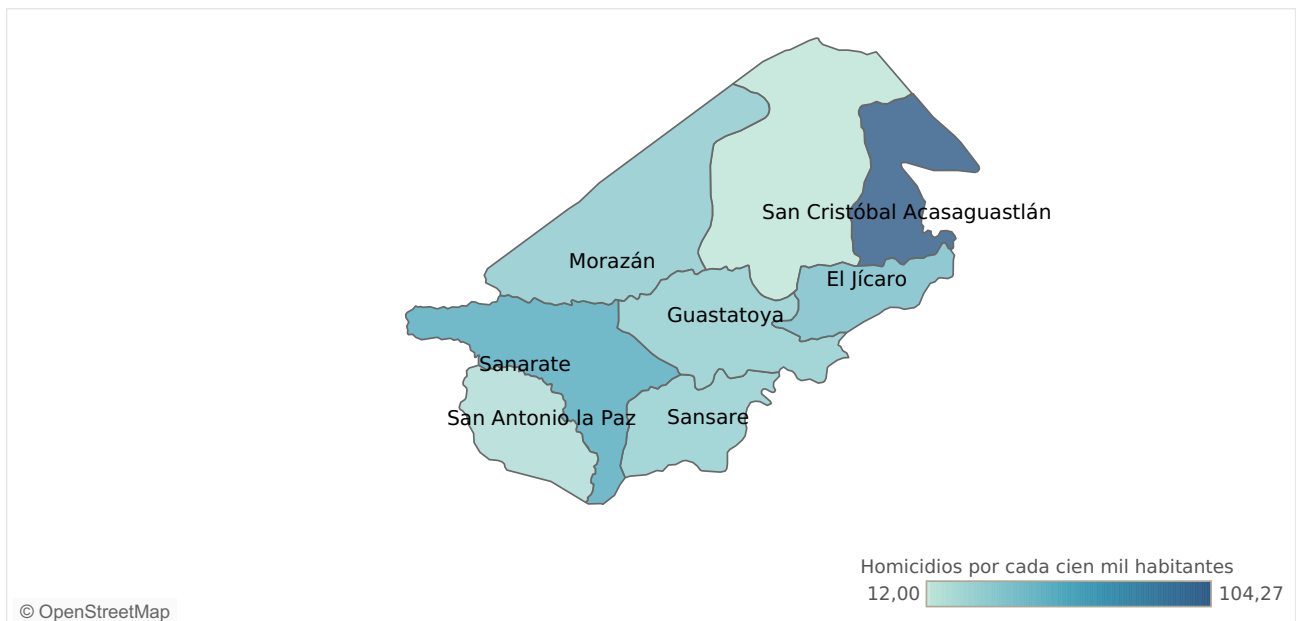 San Cristóbal Acasaguastlán
Morazán
El Jícaro
Guastatoya
Sanarate
San Antonio la Paz
Sansare
Homicidios por cada cien mil habitantes
12,00
104,27
© OpenStreetMap